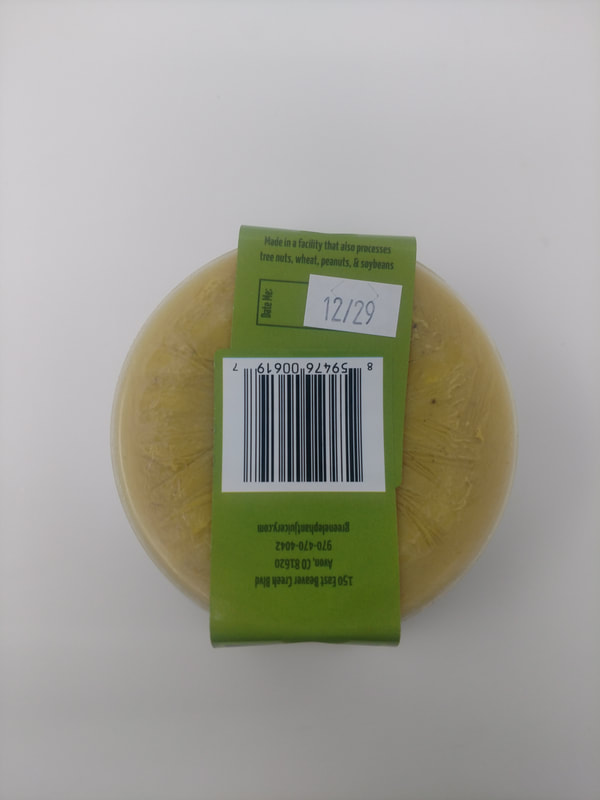 Made in a facility that also processes
tree nuts, wheat, peanuts, & soybeans
Date Me:
12/29
8 59476 00619 7
150 East Beaver Creek Blvd
Avon, CO 81620
970-470-4042
greenelephantjuicery.com